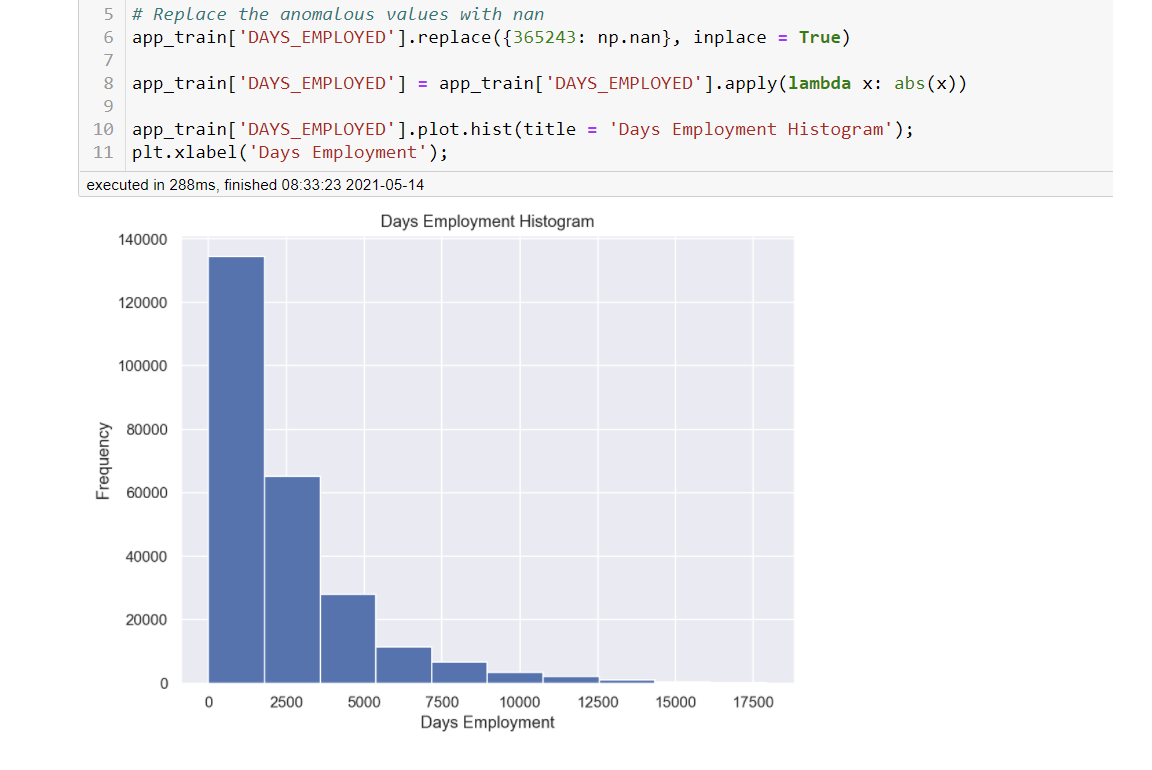 5 # Replace the anomalous values with nan
6 app_train['DAYS_EMPLOYED'].replace({365243: np.nan}, inplace = True)
7
8 app_train['DAYS_EMPLOYED'] = app_train['DAYS_EMPLOYED'].apply(lambda x: abs(x))
9
10 app_train['DAYS_EMPLOYED'].plot.hist(title = 'Days Employment Histogram');
11 plt.xlabel('Days Employment');
executed in 288ms, finished 08:33:23 2021-05-14
Days Employment Histogram
140000
120000
100000
80000
60000
40000
20000
0
Frequency
0 2500 5000 7500 10000 12500 15000 17500
Days Employment